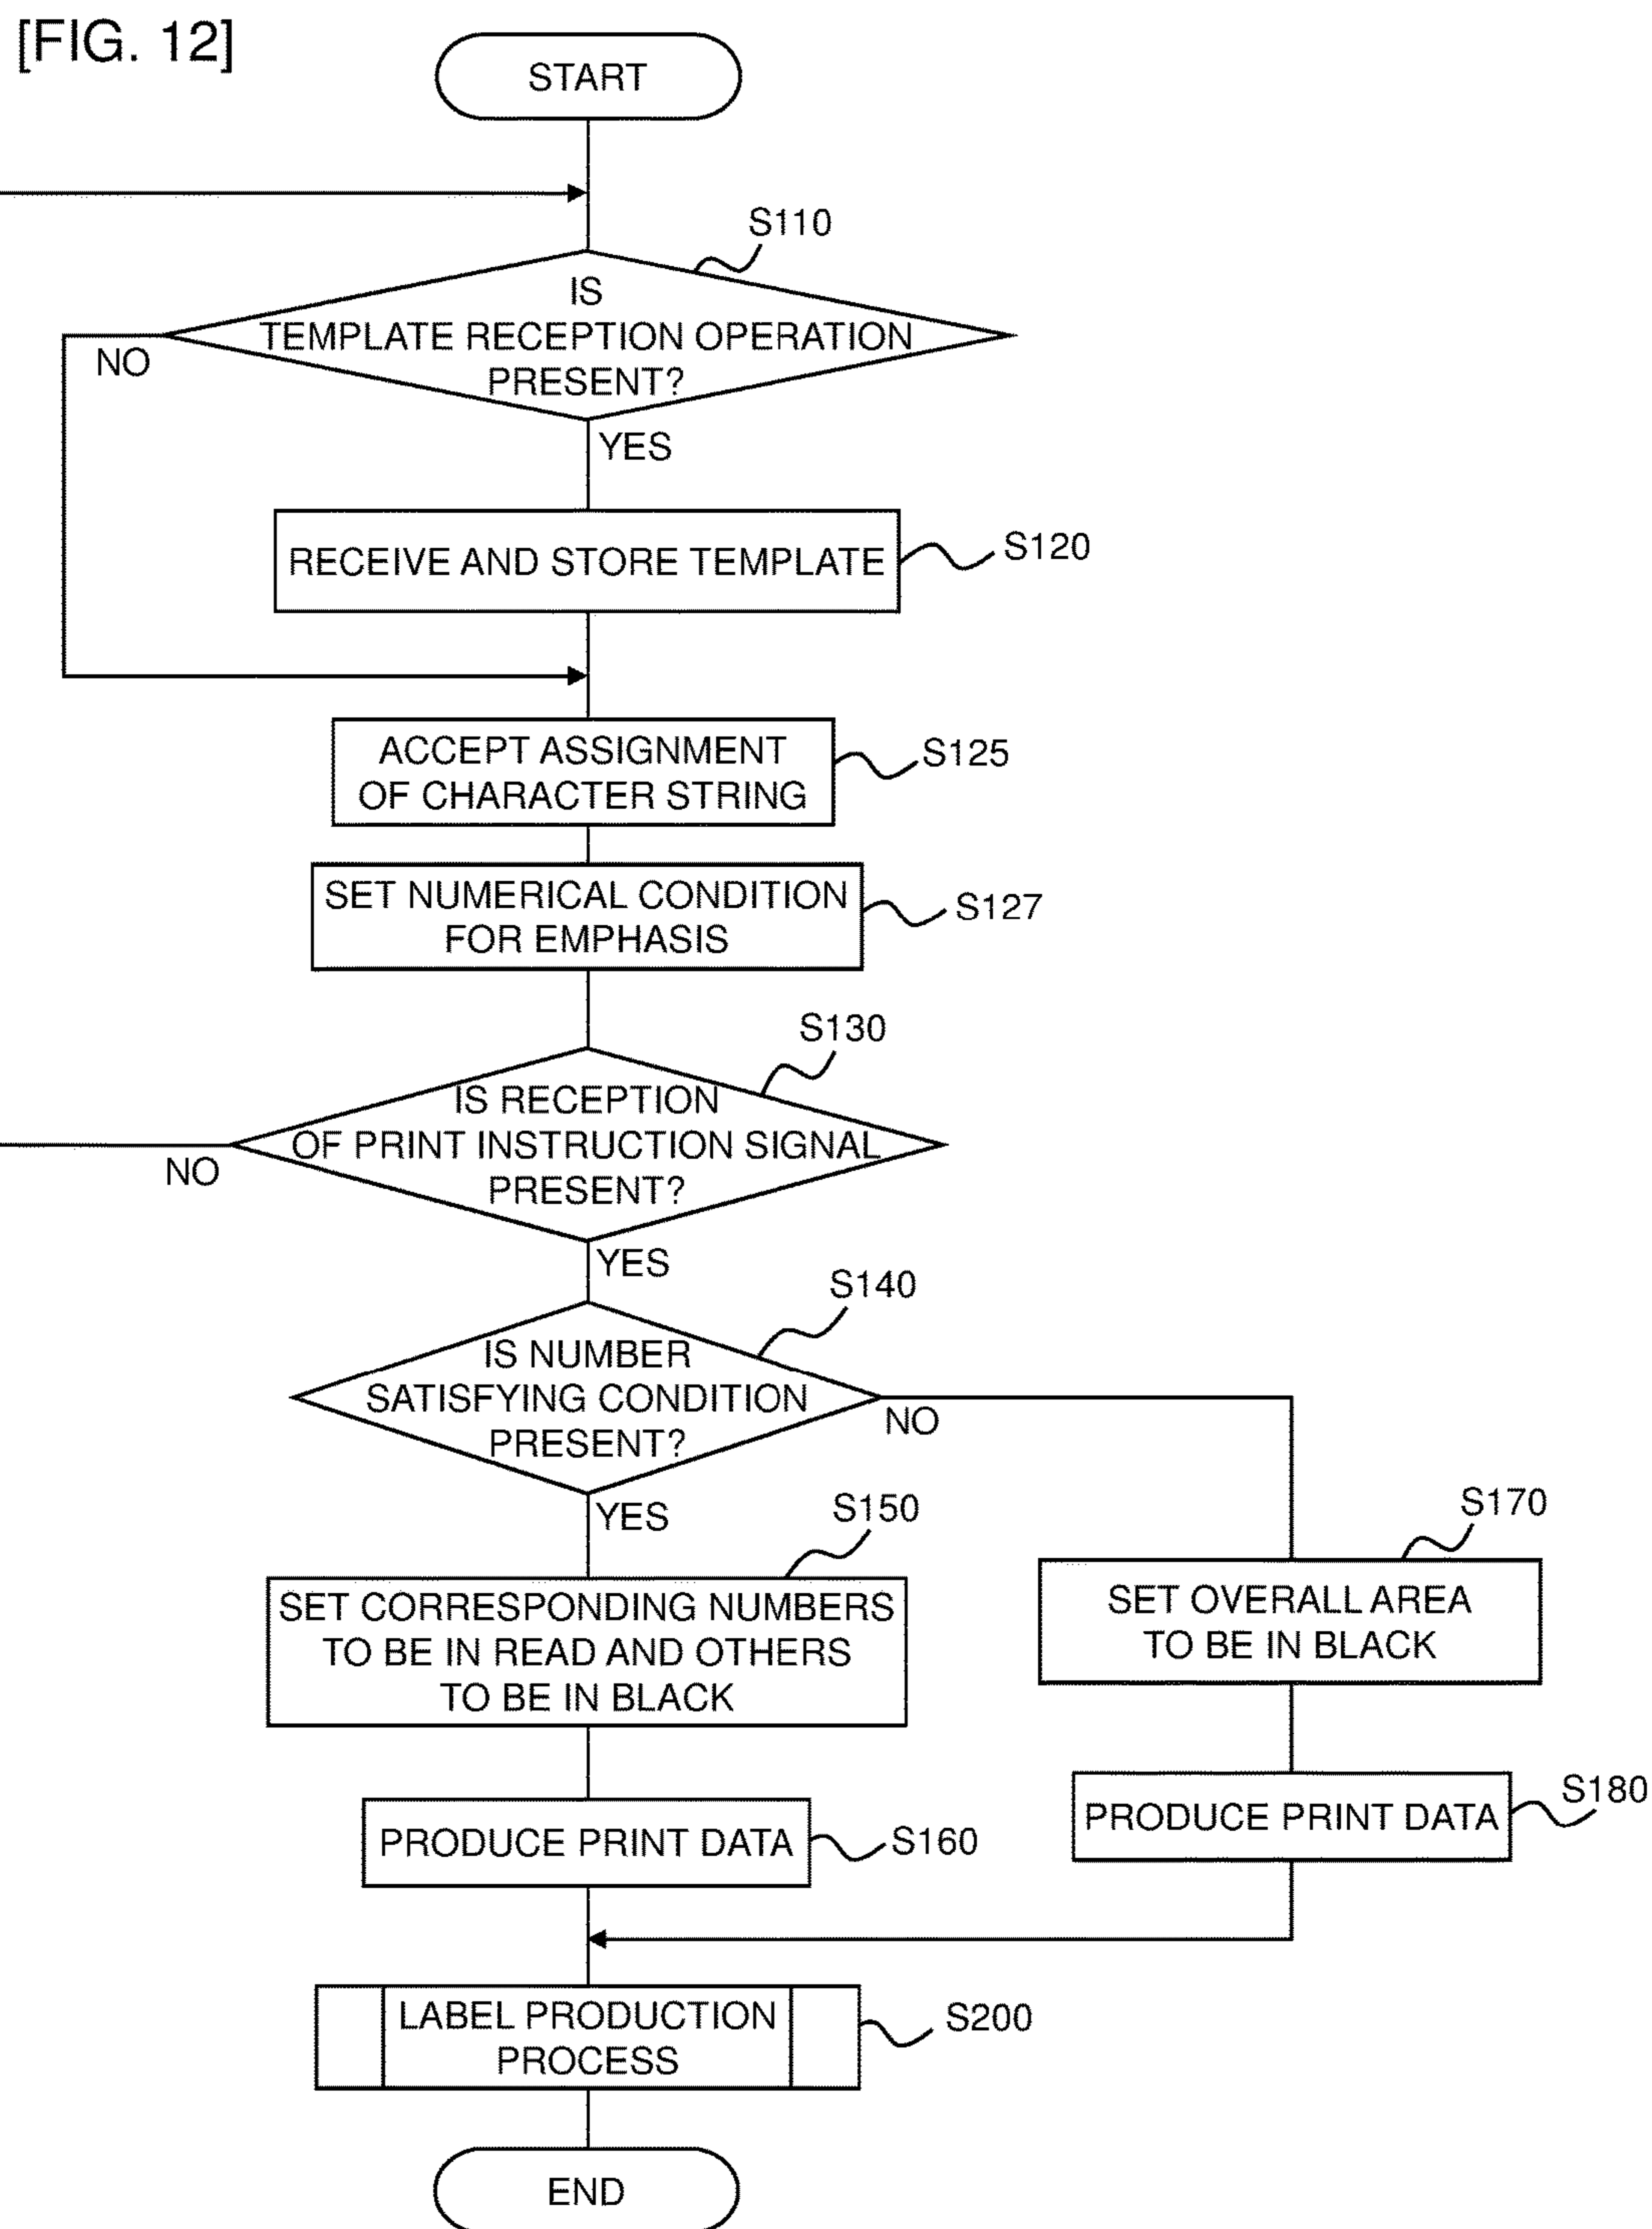 [FIG. 12]
START
S110
IS
TEMPLATE RECEPTION OPERATION
PRESENT?
NO
YES
RECEIVE AND STORE TEMPLATE
S120
ACCEPT ASSIGNMENT
OF CHARACTER STRING
S125
SET NUMERICAL CONDITION
FOR EMPHASIS
S127
S130
IS RECEPTION
OF PRINT INSTRUCTION SIGNAL
PRESENT?
NO
YES
S140
IS NUMBER
SATISFYING CONDITION
PRESENT?
NO
YES
S150
SET CORRESPONDING NUMBERS
TO BE IN READ AND OTHERS
TO BE IN BLACK
S170
SET OVERALL AREA
TO BE IN BLACK
PRODUCE PRINT DATA
S160
PRODUCE PRINT DATA
S180
LABEL PRODUCTION
PROCESS
S200
END